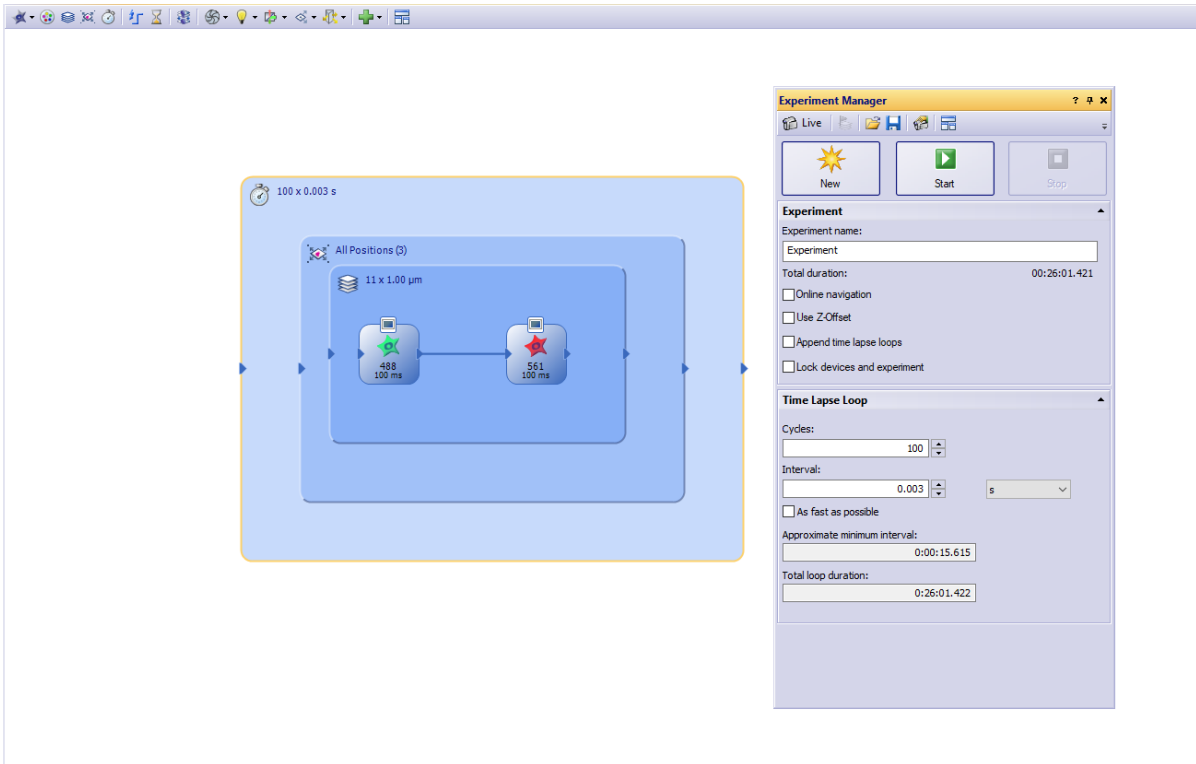 100 x 0.003 s
All Positions (3)
11 x 1.00 µm
488
100 ms
561
100 ms
Experiment Manager
Live
New
Start
Stop
Experiment
Experiment name:
Experiment
Total duration: 00:26:01.421
Online navigation
Use Z-Offset
Append time lapse loops
Lock devices and experiment
Time Lapse Loop
Cycles:
100
Interval:
0.003 s
As fast as possible
Approximate minimum interval:
0:00:15.615
Total loop duration:
0:26:01.422